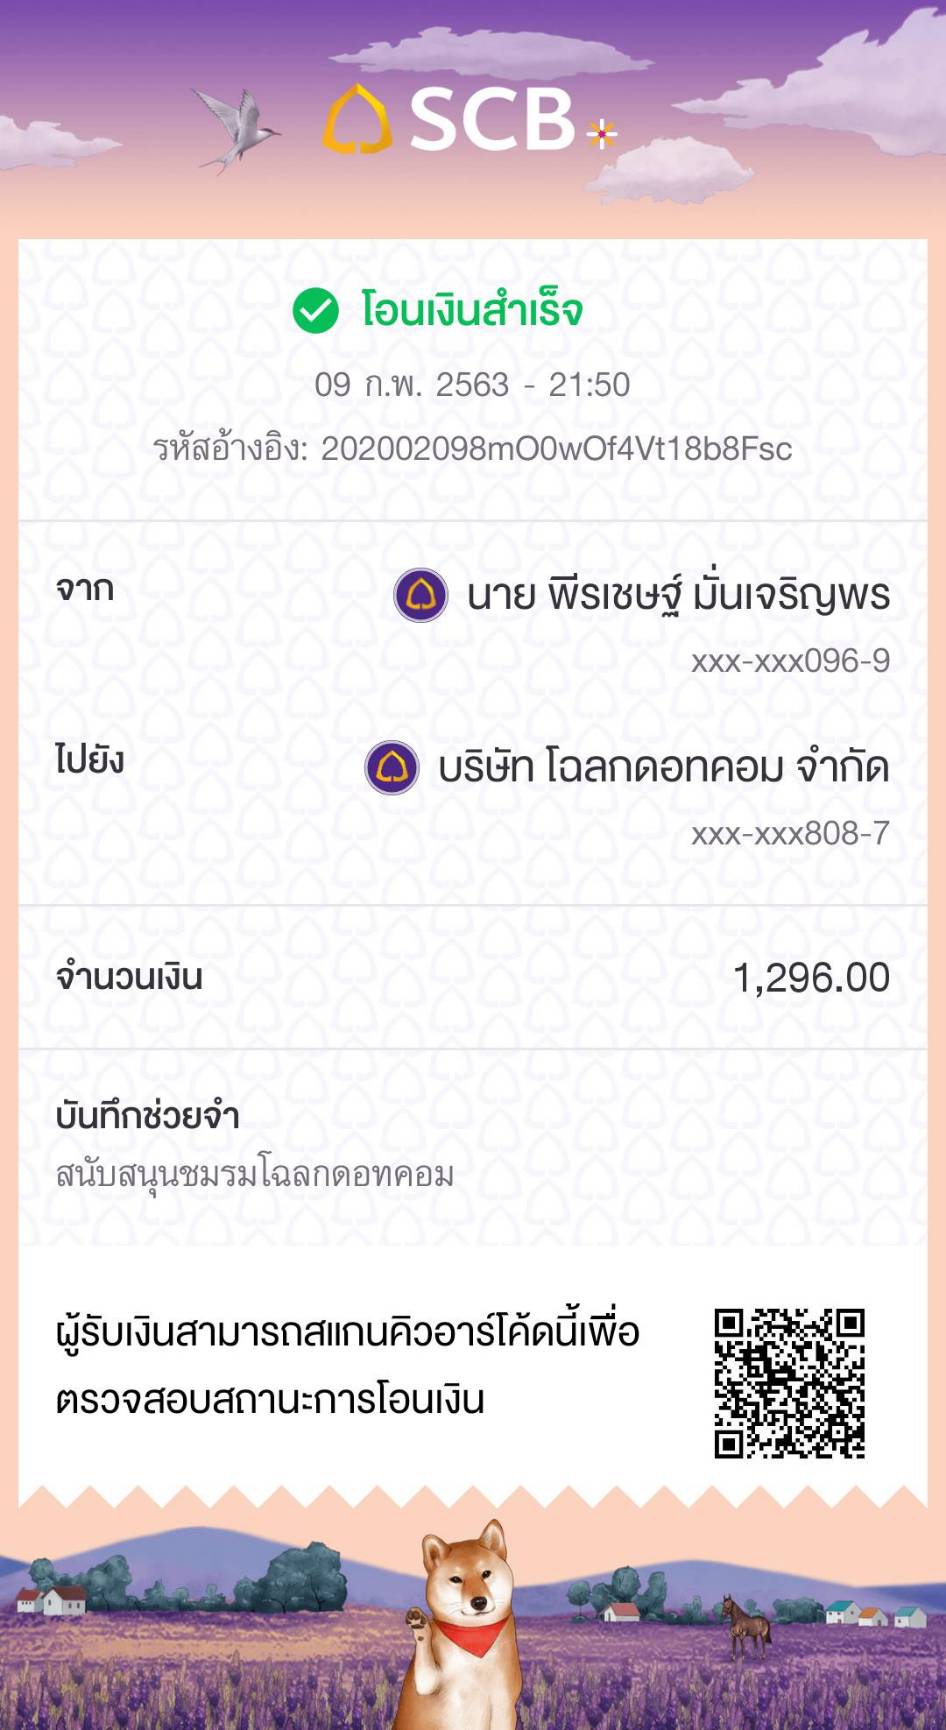 SCB
โอนเงินสำเร็จ
09 ก.พ. 2563 - 21:50
รหัสอ้างอิง: 202002098mO0wOf4Vt18b8Fsc
จาก
นาย พีรเชษฐ์ มั่นเจริญพร
xxx-xxx096-9
ไปยัง
บริษัท โฉลกดอทคอม จำกัด
xxx-xxx808-7
จำนวนเงิน
1,296.00
บันทึกช่วยจำ
สนับสนุนชมรมโฉลกดอทคอม
ผู้รับเงินสามารถสแกนคิวอาร์โค้ดนี้เพื่อ
ตรวจสอบสถานะการโอนเงิน